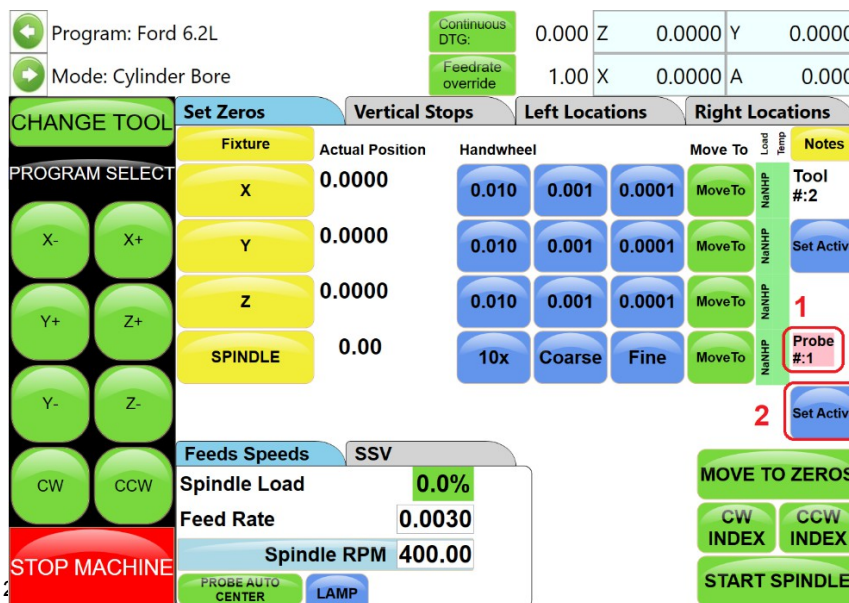 Program: Ford 6.2L
Continuous DTG:
0.000 Z 0.0000 Y 0.0000
Mode: Cylinder Bore
Feedrate override
1.00 X 0.0000 A 0.000
CHANGE TOOL
Set Zeros Vertical Stops Left Locations Right Locations
Fixture Actual Position Handwheel Move To Load Temp Notes
PROGRAM SELECT
X 0.0000 0.010 0.001 0.0001 MoveTo NaNHP Tool #:2
X- X+
Y 0.0000 0.010 0.001 0.0001 MoveTo NaNHP Set Activ
Z 0.0000 0.010 0.001 0.0001 MoveTo NaNHP 1
Y+ Z+
SPINDLE 0.00 10x Coarse Fine MoveTo NaNHP Probe #:1
Y- Z-
2 Set Activ
Feeds Speeds SSV
CW CCW
Spindle Load 0.0%
MOVE TO ZEROS
Feed Rate 0.0030
CW INDEX CCW INDEX
Spindle RPM 400.00
STOP MACHINE
PROBE AUTO CENTER LAMP
START SPINDLE